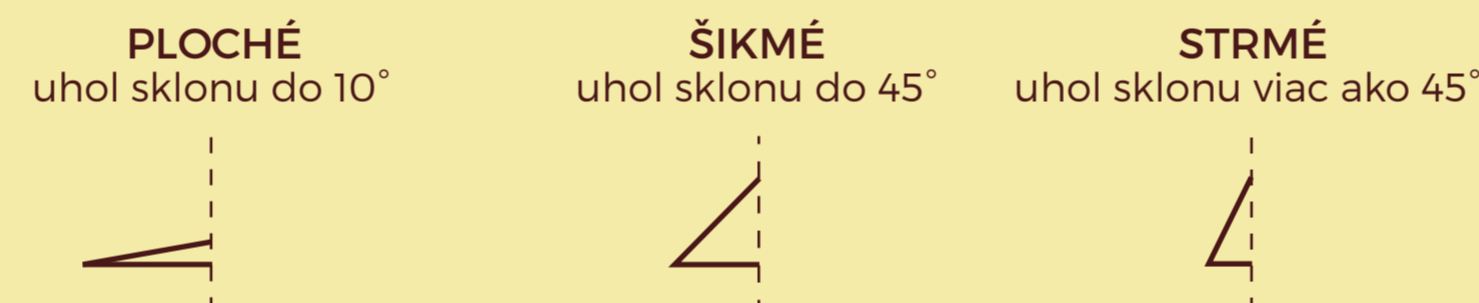 PLOCHÉ
uhol sklonu do 10°
ŠIKMÉ
uhol sklonu do 45°
STRMÉ
uhol sklonu viac ako 45°